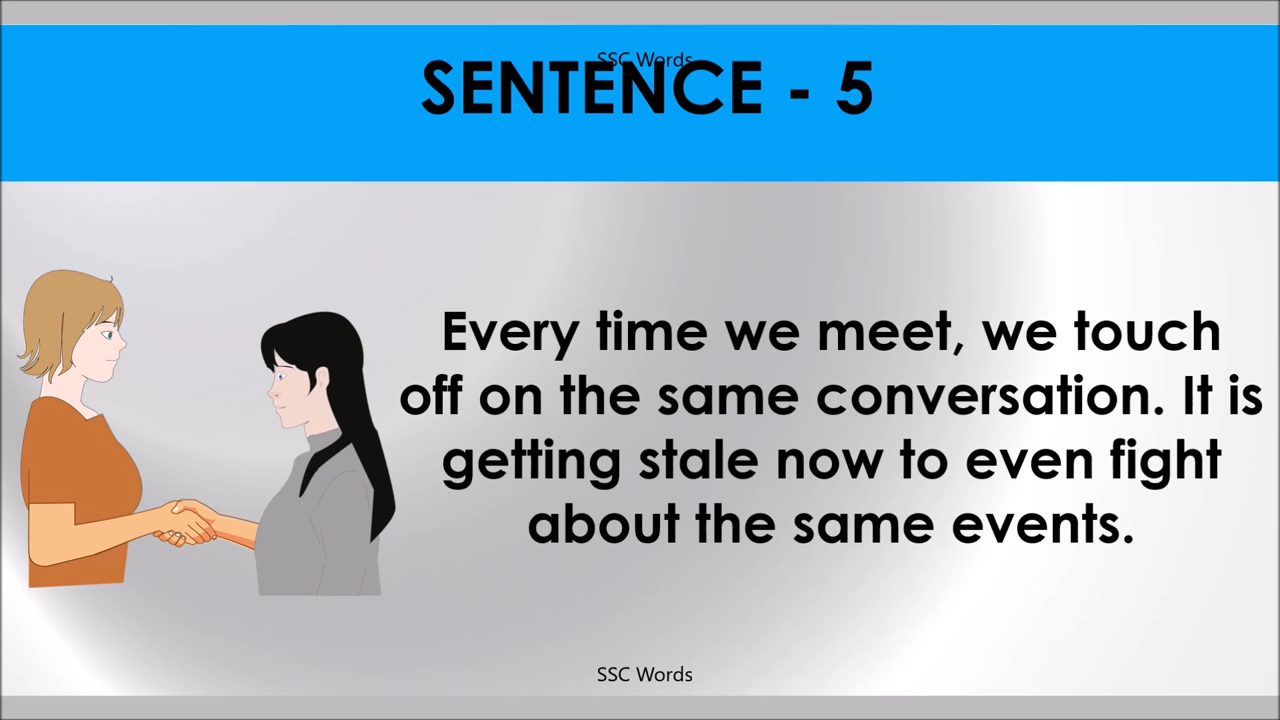 SSC Words
SENTENCE - 5
Every time we meet, we touch
off on the same conversation. It is
getting stale now to even fight
about the same events.
SSC Words